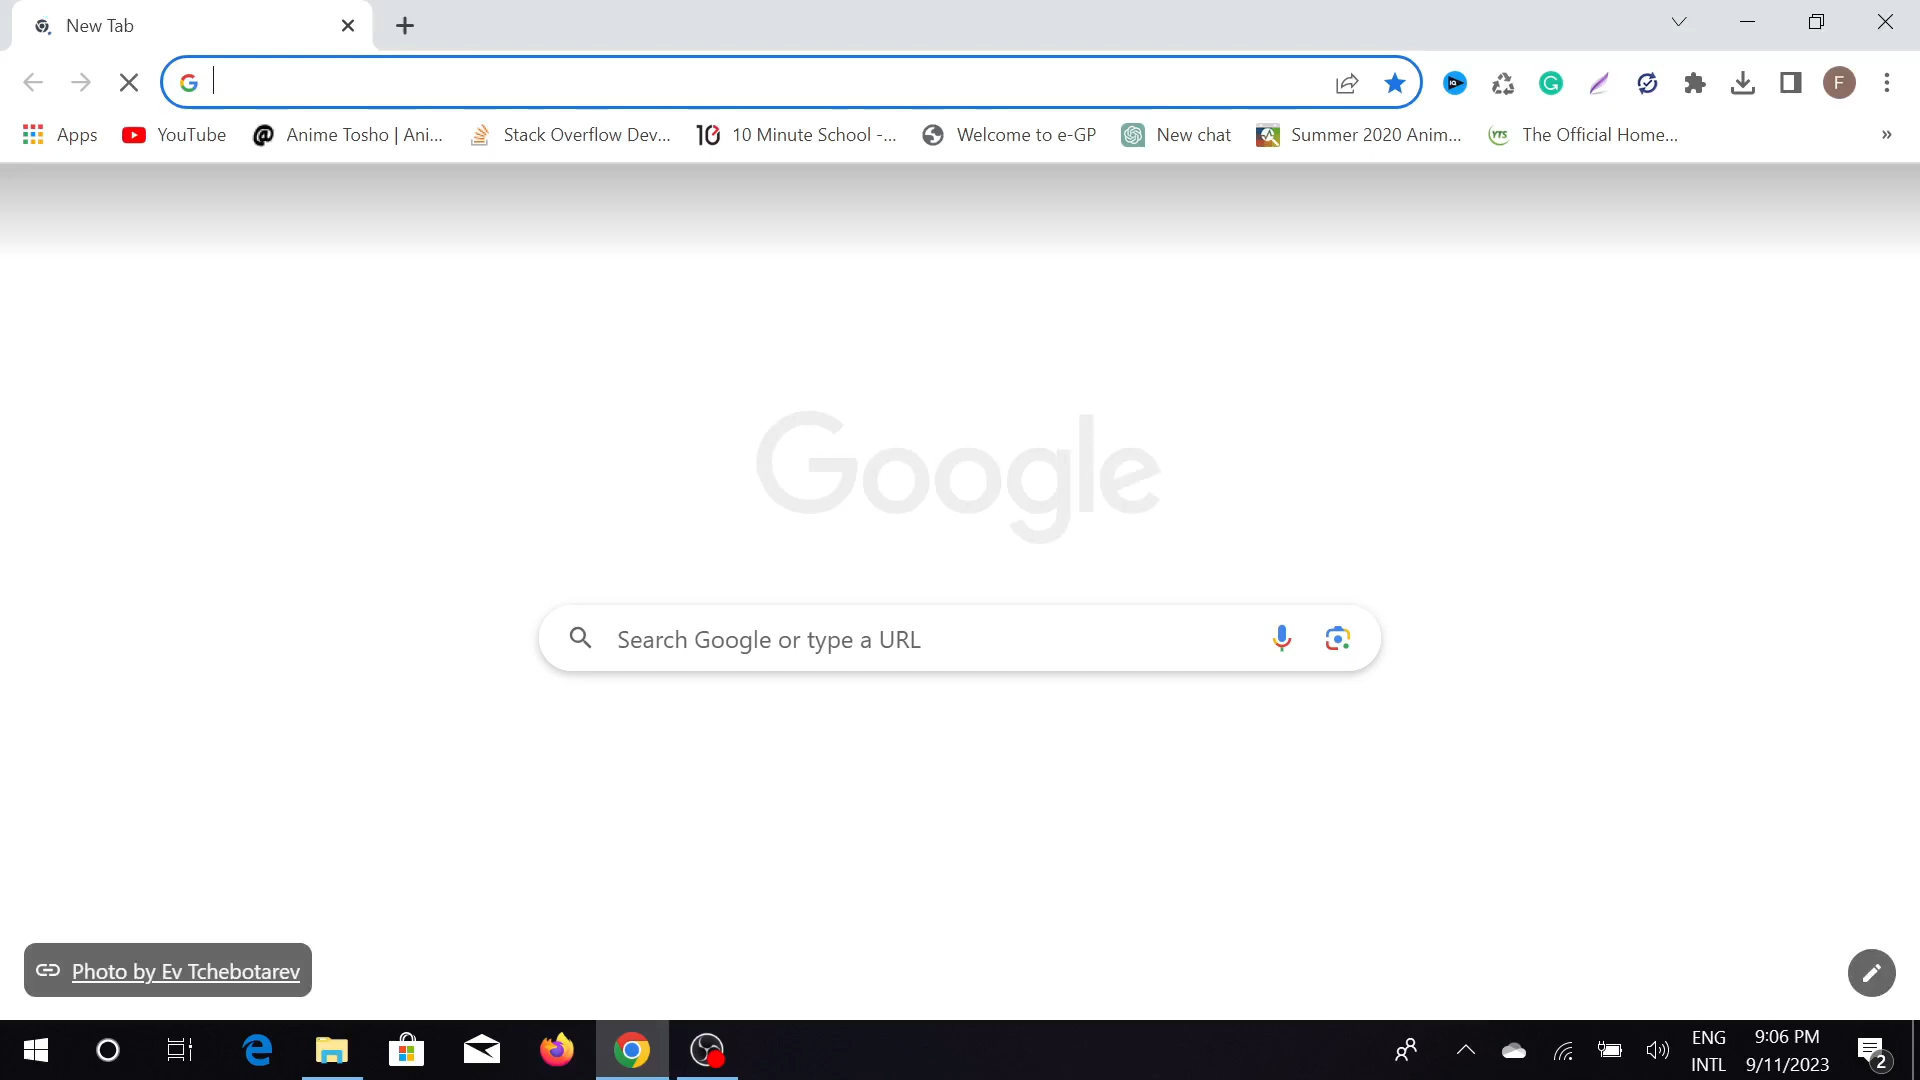 New Tab
Apps
YouTube
Anime Tosho | Ani...
Stack Overflow Dev...
10 Minute School -...
Welcome to e-GP
New chat
Summer 2020 Anim...
YTS
The Official Home...
»
F
Google
Search Google or type a URL
Photo by Ev Tchebotarev
ENG
INTL
9:06 PM
9/11/2023
2